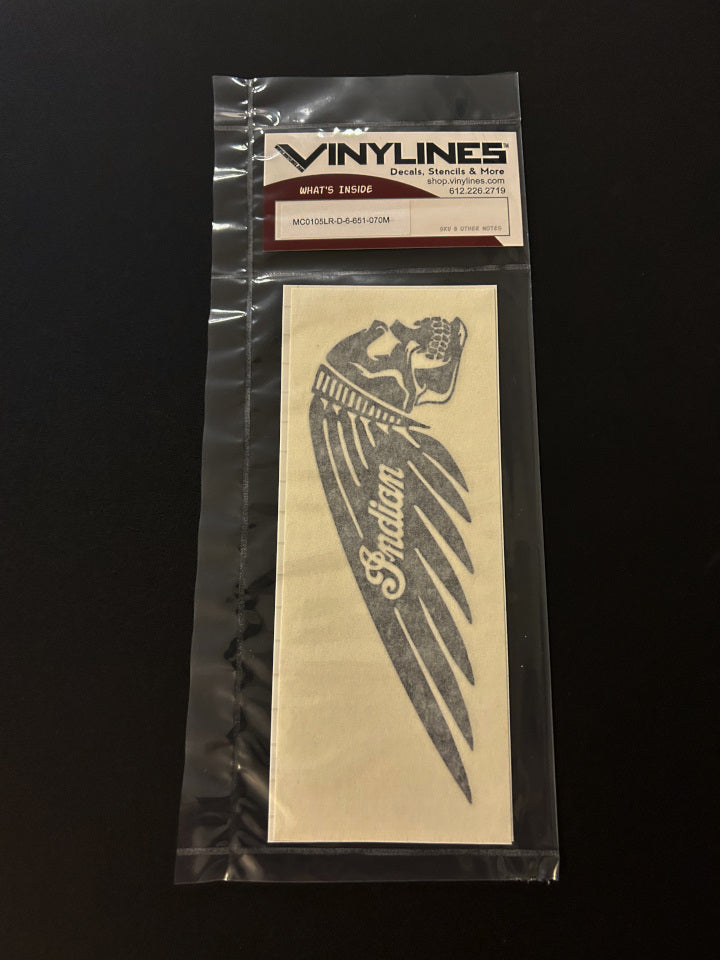 VINYLINES™
Decals, Stencils & More
shop.vinylines.com
WHAT'S INSIDE
612.226.2719
MC0105LR-D-6-651-070M
SKU & OTHER NOTES
Indian